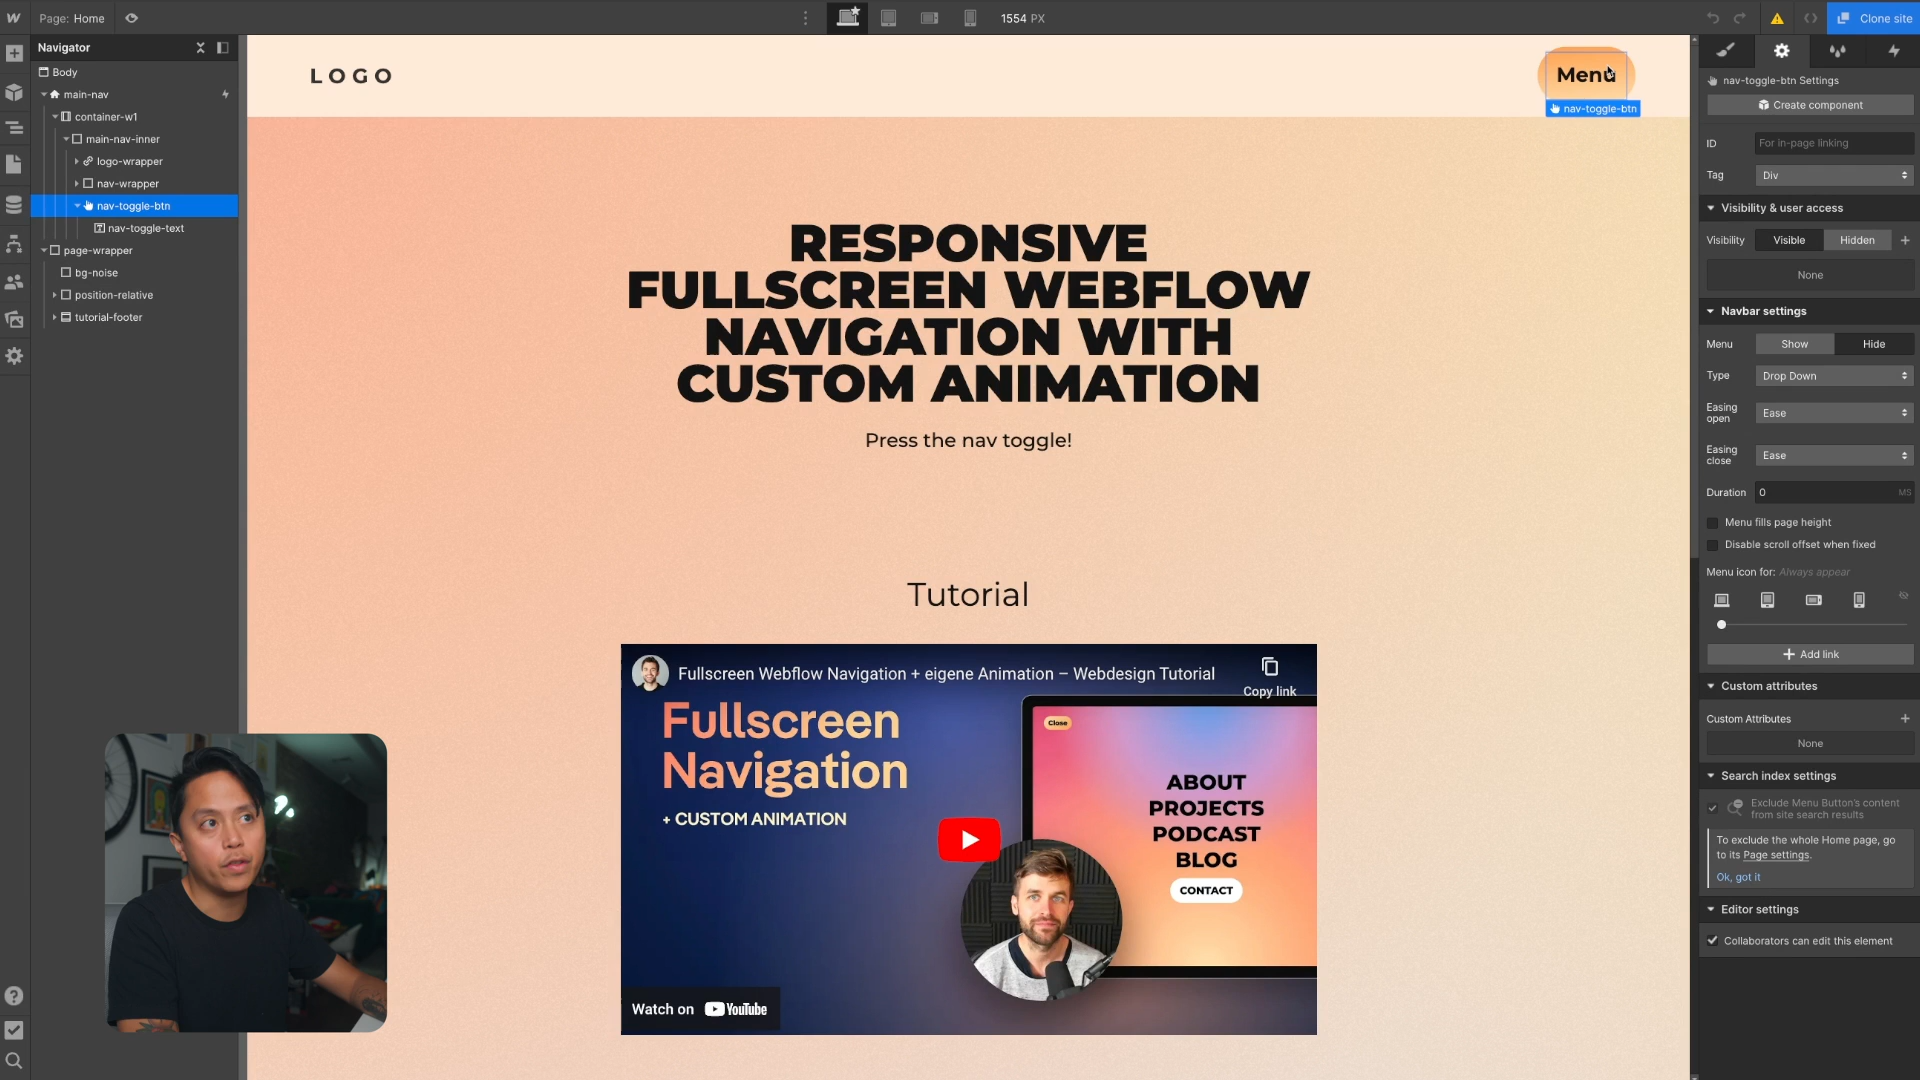 Page: Home
1554 PX
Clone site
Navigator
Body
main-nav
container-w1
main-nav-inner
logo-wrapper
nav-wrapper
nav-toggle-btn
nav-toggle-text
page-wrapper
bg-noise
position-relative
tutorial-footer
LOGO
Menu
nav-toggle-btn
RESPONSIVE
FULLSCREEN WEBFLOW
NAVIGATION WITH
CUSTOM ANIMATION
Press the nav toggle!
Tutorial
Fullscreen Webflow Navigation + eigene Animation – Webdesign Tutorial
Copy link
Fullscreen
Navigation
+ CUSTOM ANIMATION
Close
ABOUT
PROJECTS
PODCAST
BLOG
CONTACT
Watch on YouTube
nav-toggle-btn Settings
Create component
ID For in-page linking
Tag Div
Visibility & user access
Visibility Visible Hidden
None
Navbar settings
Menu Show Hide
Type Drop Down
Easing open Ease
Easing close Ease
Duration 0 MS
Menu fills page height
Disable scroll offset when fixed
Menu icon for: Always appear
Add link
Custom attributes
Custom Attributes
None
Search index settings
Exclude Menu Button's content
from site search results
To exclude the whole Home page, go
to its Page settings.
Ok, got it
Editor settings
Collaborators can edit this element